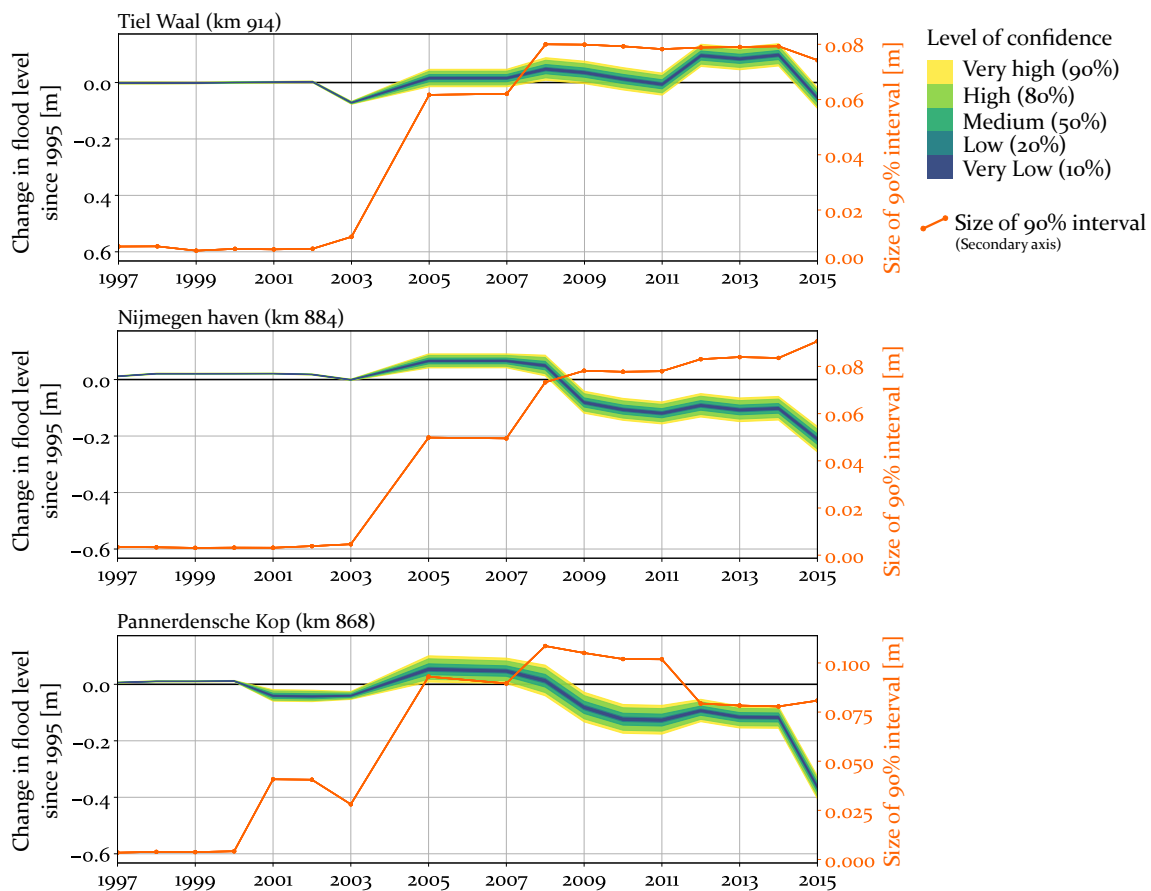 Tiel Waal (km 914)
Change in flood level
since 1995 [m]
0.0
−0.2
0.4
0.6
1997 1999 2001 2003 2005 2007 2009 2011 2013 2015
0.08
0.06
0.04
0.02
0.00
Size of 90% interval [m]
Level of confidence
Very high (90%)
High (80%)
Medium (50%)
Low (20%)
Very Low (10%)
Size of 90% interval
(Secondary axis)
Nijmegen haven (km 884)
Change in flood level
since 1995 [m]
0.0
−0.2
−0.4
−0.6
1997 1999 2001 2003 2005 2007 2009 2011 2013 2015
0.08
0.06
0.04
0.02
0.00
Size of 90% interval [m]
Pannerdensche Kop (km 868)
Change in flood level
since 1995 [m]
0.0
−0.2
−0.4
−0.6
1997 1999 2001 2003 2005 2007 2009 2011 2013 2015
0.100
0.075
0.050
0.025
0.000
Size of 90% interval [m]